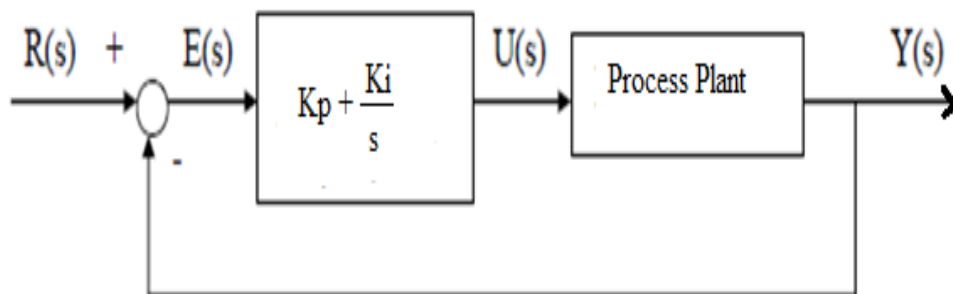 R(s) + E(s) U(s) Y(s)
Kp + Ki
s
Process Plant
-